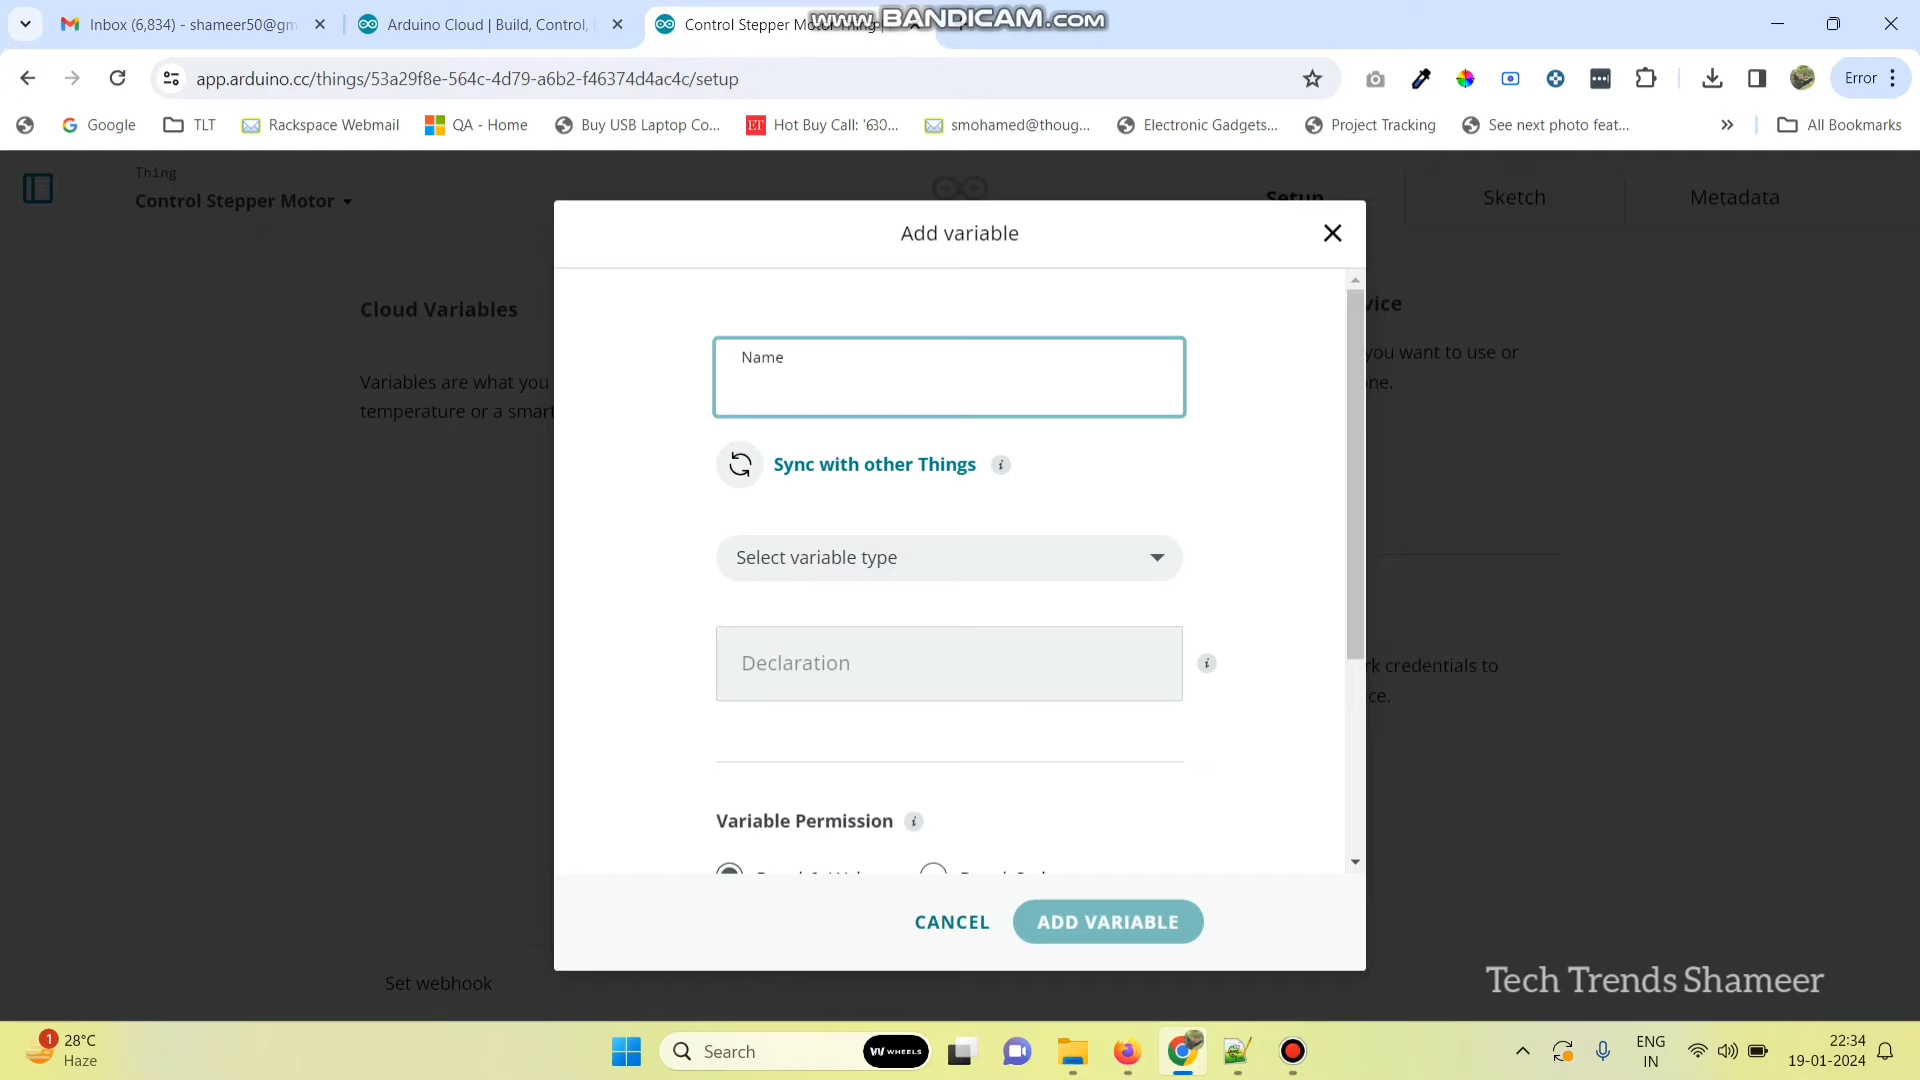 www.BANDICAM.com
Inbox (6,834) - shameer50@gm
Arduino Cloud | Build, Control,
Control Stepper Motor Thing |
app.arduino.cc/things/53a29f8e-564c-4d79-a6b2-f46374d4ac4c/setup
Error
Google
TLT
Rackspace Webmail
QA - Home
Buy USB Laptop Co...
ET
Hot Buy Call: '630...
smohamed@thoug...
Electronic Gadgets...
Project Tracking
See next photo feat...
All Bookmarks
Thing
Control Stepper Motor
Setup
Sketch
Metadata
Add variable
Cloud Variables
vice
Variables are what you
temperature or a smart
you want to use or
one.
Name
Sync with other Things
Select variable type
Declaration
rk credentials to
ce.
Variable Permission
CANCEL
ADD VARIABLE
Set webhook
Tech Trends Shameer
1
28°C
Haze
Search
WHEELS
ENG
IN
22:34
19-01-2024